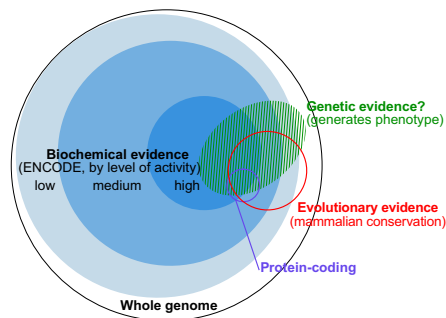 Genetic evidence?
(generates phenotype)
Biochemical evidence
(ENCODE, by level of activity)
low medium high
Evolutionary evidence
(mammalian conservation)
Protein-coding
Whole genome